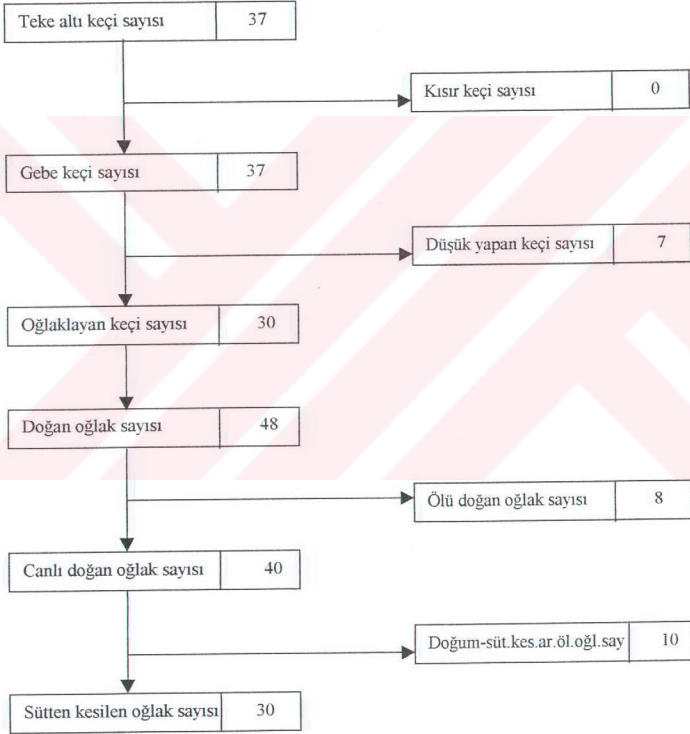 Teke altı keçi sayısı 37
Kısır keçi sayısı 0
Gebe keçi sayısı 37
Düşük yapan keçi sayısı 7
Oğlaklayan keçi sayısı 30
Doğan oğlak sayısı 48
Ölü doğan oğlak sayısı 8
Canlı doğan oğlak sayısı 40
Doğum-süt.kes.ar.öl.oğl.say 10
Sütten kesilen oğlak sayısı 30